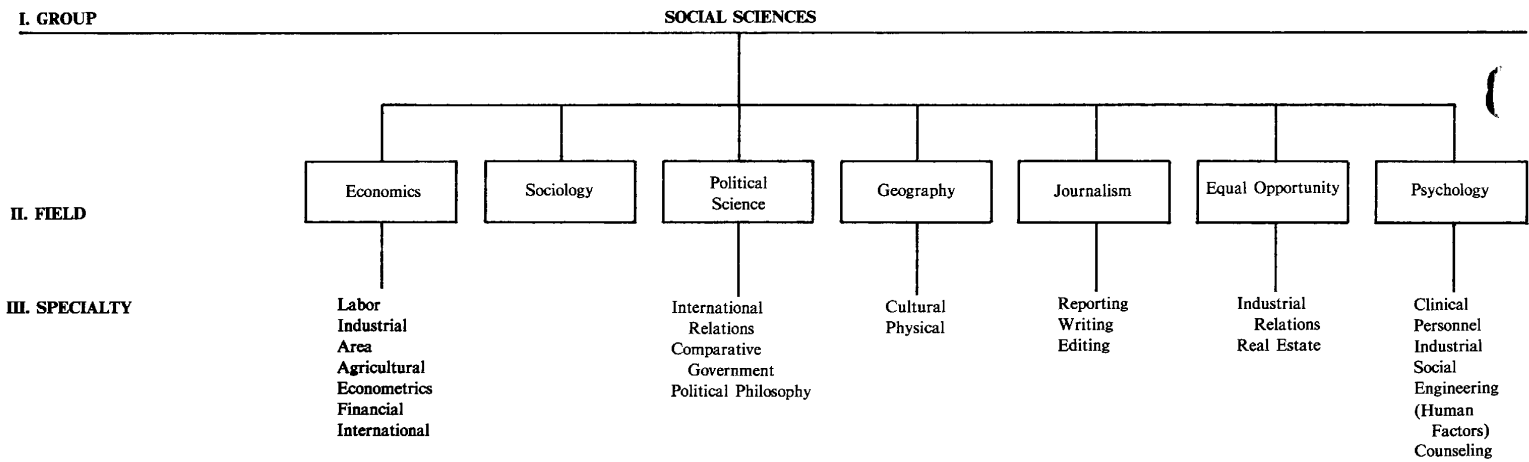 I. GROUP
SOCIAL SCIENCES
II. FIELD
Economics
Sociology
Political
Science
Geography
Journalism
Equal Opportunity
Psychology
III. SPECIALTY
Labor
Industrial
Area
Agricultural
Econometrics
Financial
International
International
Relations
Comparative
Government
Political Philosophy
Cultural
Physical
Reporting
Writing
Editing
Industrial
Relations
Real Estate
Clinical
Personnel
Industrial
Social
Engineering
(Human
Factors)
Counseling